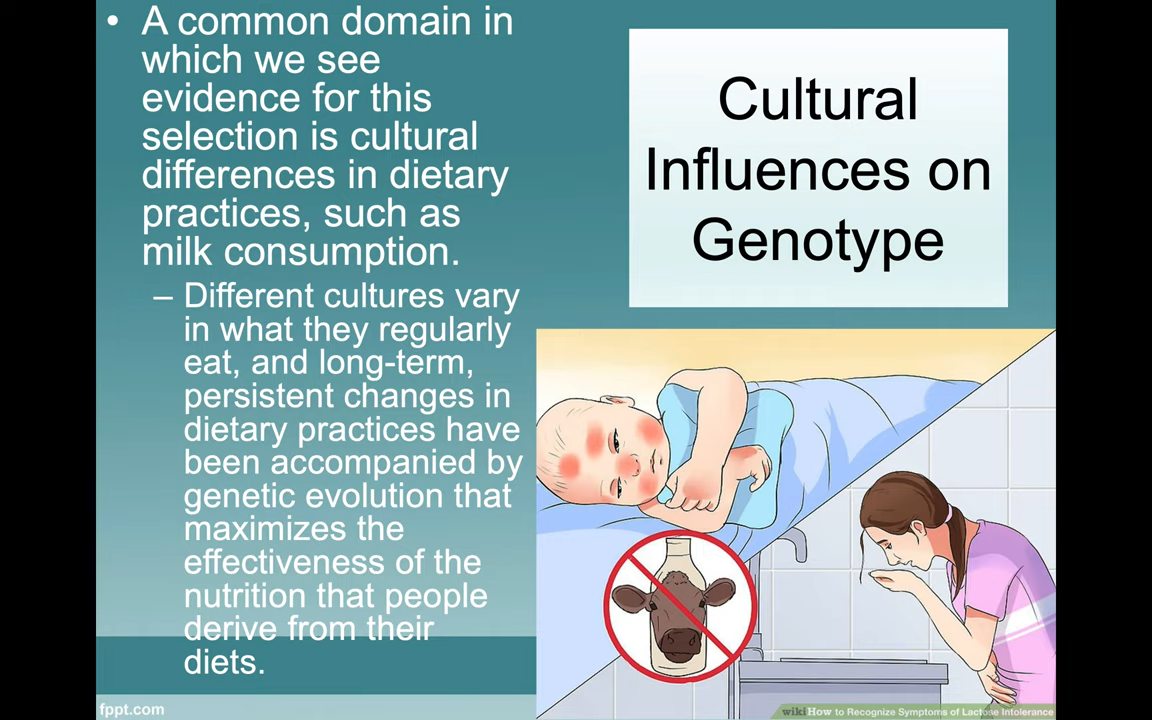 • A common domain in
which we see
evidence for this
selection is cultural
differences in dietary
practices, such as
milk consumption.
– Different cultures vary
in what they regularly
eat, and long-term,
persistent changes in
dietary practices have
been accompanied by
genetic evolution that
maximizes the
effectiveness of the
nutrition that people
derive from their
diets.
Cultural
Influences on
Genotype
fppt.com
wikiHow to Recognize Symptoms of Lactose Intolerance